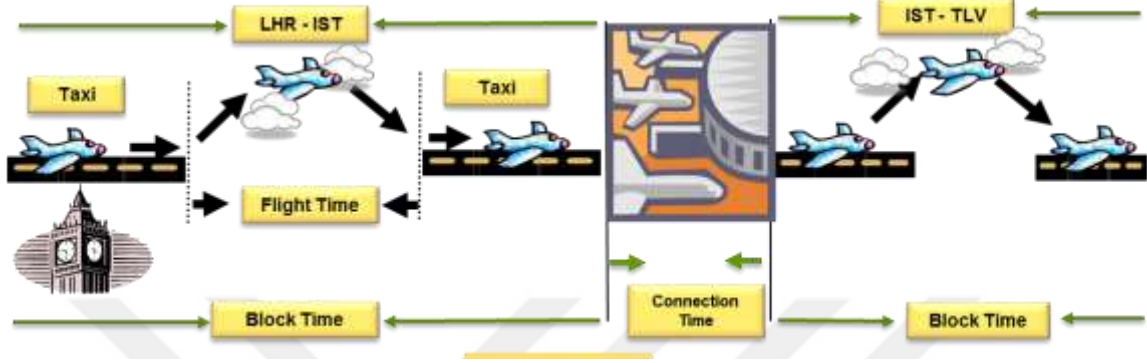 LHR - IST
IST - TLV
Taxi
Taxi
Flight Time
Connection
Time
Block Time
Block Time